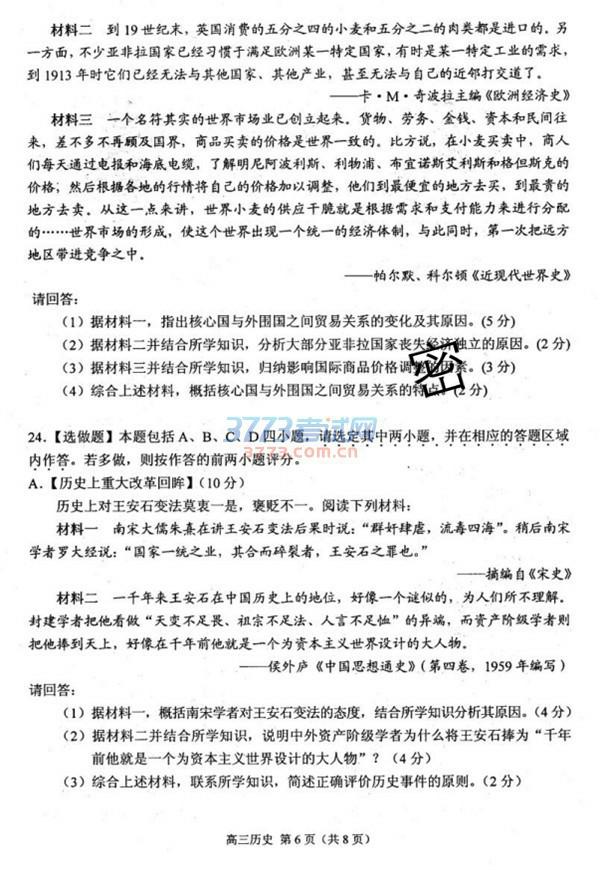 材料二 到19世纪末，英国消费的五分之四的小麦和五分之二的肉类都是进口的。另
一方面，不少亚非拉国家已经习惯于满足欧洲某一特定国家，有时是某一特定工业的需求，
到1913年时它们已经无法与其他国家、其他产业，甚至无法与自己的近邻打交道了。
——卡·M·奇波拉主编《欧洲经济史》
材料三 一个名符其实的世界市场业已创立起来。货物、劳务、金钱、资本和民间往
来，差不多不再顾及国界，商品买卖的价格是世界一致的。比方说，在小麦买卖中，商人
们每天通过电报和海底电缆，了解明尼阿波利斯、利物浦、布宜诺斯艾利斯和格但斯克的
价格，然后根据各地的行情将自己的价格加以调整，他们到最便宜的地方去买，到最贵的
地方去卖。从这一点来讲，世界小麦的供应干脆就是根据需求和支付能力来进行分配
的……世界市场的形成，使这个世界出现一个统一的经济体制，与此同时，第一次把远方
地区带进竞争之中。
——帕尔默、科尔顿《近现代世界史》
请回答：
（1）据材料一，指出核心国与外围国之间贸易关系的变化及其原因。(5分)
（2）据材料二并结合所学知识，分析大部分亚非拉国家丧失经济独立的原因。(2分)
（3）据材料三并结合所学知识，归纳影响国际商品价格调整的因素。(3分)
（4）综合上述材料，概括核心国与外围国之间贸易关系的特点。(2分)
密
3773考试网
3773.com.cn
24.【选做题】本题包括A、B、C、D四小题，请选定其中两小题，并在相应的答题区域
内作答。若多做，则按作答的前两小题评分。
A.【历史上重大改革回眸】（10分）
历史上对王安石变法莫衷一是，褒贬不一。阅读下列材料：
材料一 南宋大儒朱熹在讲王安石变法后果时说：“群奸肆虐，流毒四海”。稍后南宋
学者罗大经说：“国家一统之业，其合而碎裂者，王安石之罪也。”
——摘编自《宋史》
材料二 一千年来王安石在中国历史上的地位，好像一个谜似的，为人们所不理解。
封建学者把他看做“天变不足畏、祖宗不足法、人言不足恤”的异端，而资产阶级学者则
把他捧到天上，好像在千年前他就是一个为资本主义世界设计的大人物。
——侯外庐《中国思想通史》（第四卷，1959年编写）
请回答：
（1）据材料一，概括南宋学者对王安石变法的态度，结合所学知识分析其原因。（4分）
（2）据材料二并结合所学知识，说明中外资产阶级学者为什么将王安石捧为“千年
前他就是一个为资本主义世界设计的大人物”？（4分）
（3）综合上述材料，联系所学知识，简述正确评价历史事件的原则。（2分）
高三历史 第6页（共8页）